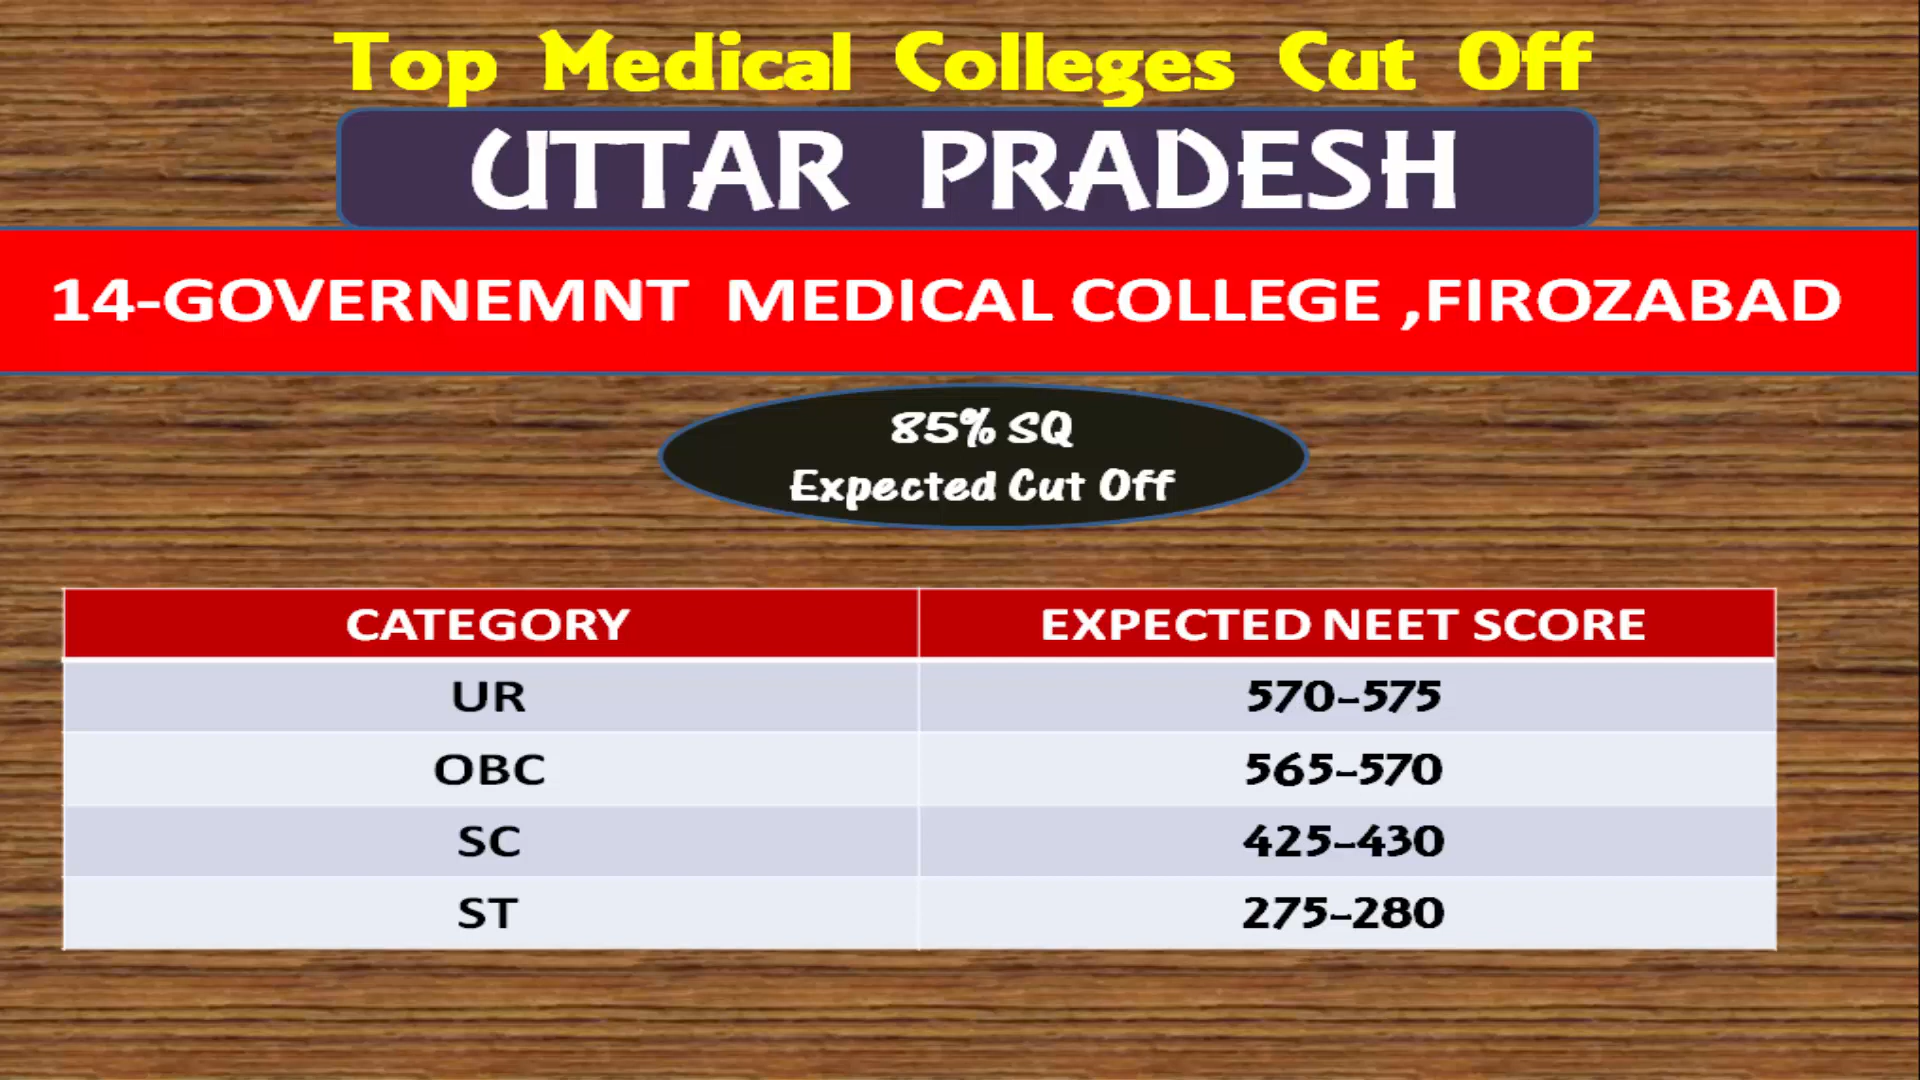 Top Medical Colleges Cut Off
UTTAR PRADESH
14-GOVERNEMNT MEDICAL COLLEGE ,FIROZABAD
85% SQ
Expected Cut Off
CATEGORY EXPECTED NEET SCORE
UR 570-575
OBC 565-570
SC 425-430
ST 275-280